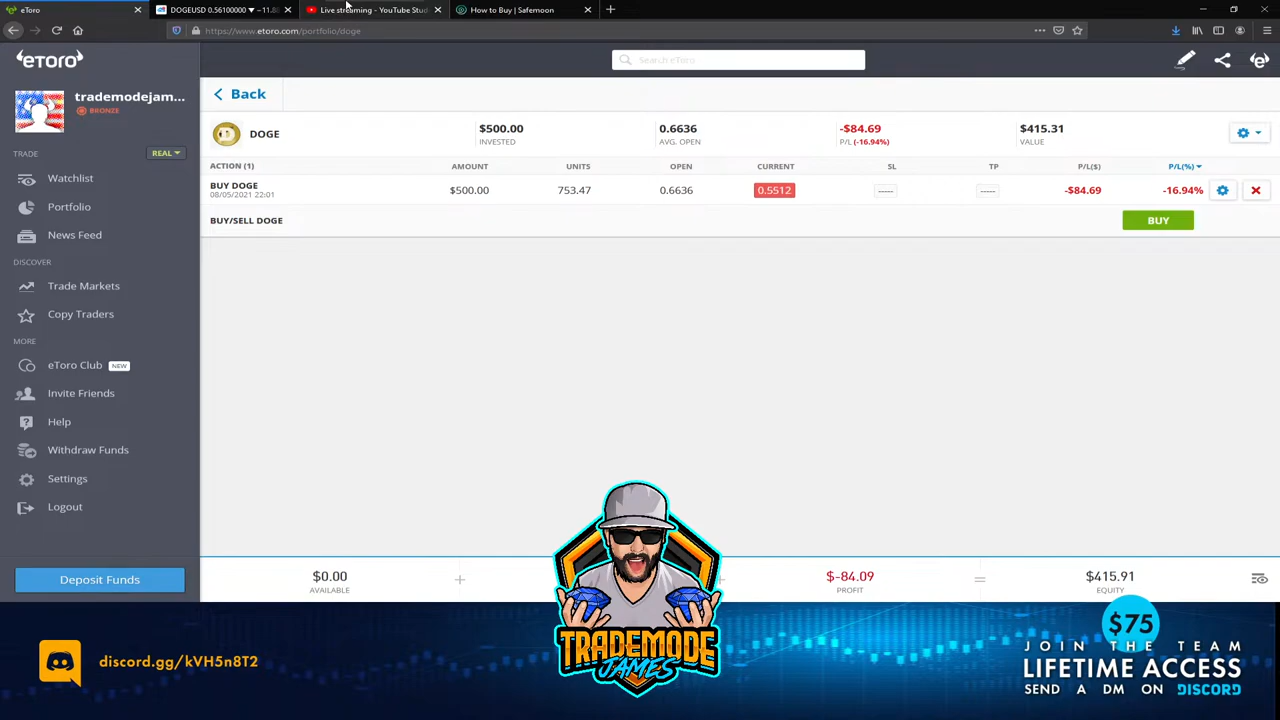 eToro
DOGEUSD 0.56100000 ▼ −11.8
Live streaming - YouTube Stud
How to Buy | Safemoon
https://www.etoro.com/portfolio/doge
eToro
Search eToro
trademodejam...
BRONZE
TRADE
REAL
Watchlist
Portfolio
News Feed
DISCOVER
Trade Markets
Copy Traders
MORE
eToro Club NEW
Invite Friends
Help
Withdraw Funds
Settings
Logout
Deposit Funds
Back
DOGE
$500.00
INVESTED
0.6636
AVG. OPEN
-$84.69
P/L (-16.94%)
$415.31
VALUE
ACTION (1) AMOUNT UNITS OPEN CURRENT SL TP P/L($) P/L(%)
BUY DOGE
08/05/2021 22:01
$500.00 753.47 0.6636 0.5512 ----- ----- -$84.69 -16.94%
BUY/SELL DOGE BUY
$0.00
AVAILABLE
+
$-84.09
PROFIT
=
$415.91
EQUITY
discord.gg/kVH5n8T2
TRADEMODE
JAMES
$75
JOIN THE TEAM
LIFETIME ACCESS
SEND A DM ON DISCORD